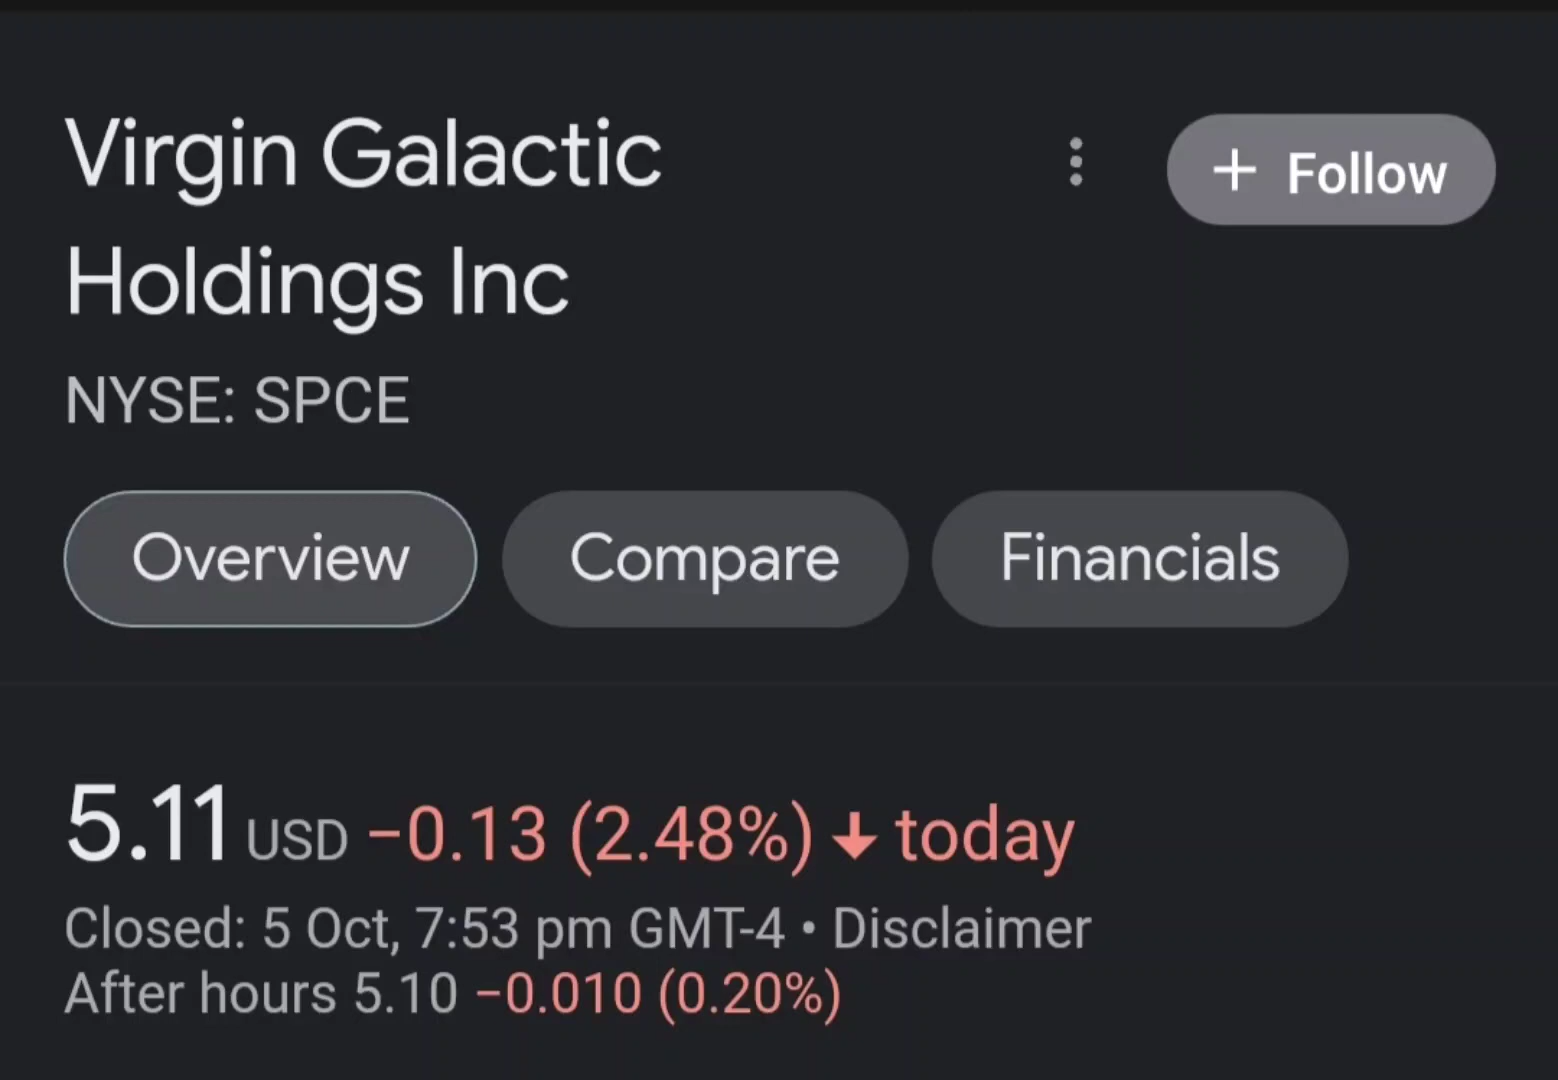 Virgin Galactic
Holdings Inc
+ Follow
NYSE: SPCE
Overview Compare Financials
5.11 USD −0.13 (2.48%) ↓ today
Closed: 5 Oct, 7:53 pm GMT-4 • Disclaimer
After hours 5.10 −0.010 (0.20%)